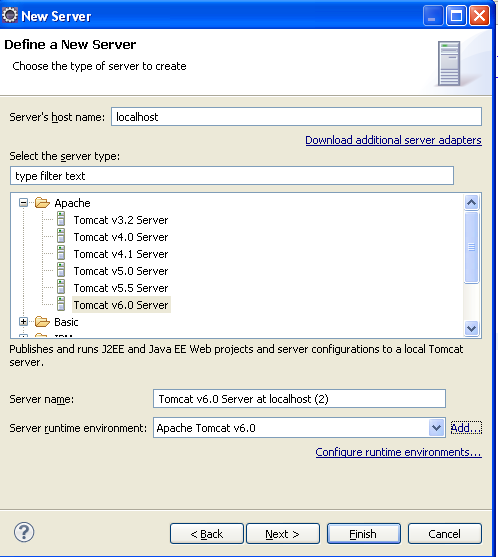 New Server
Define a New Server
Choose the type of server to create
Server's host name: localhost
Download additional server adapters
Select the server type:
type filter text
Apache
Tomcat v3.2 Server
Tomcat v4.0 Server
Tomcat v4.1 Server
Tomcat v5.0 Server
Tomcat v5.5 Server
Tomcat v6.0 Server
Basic
Publishes and runs J2EE and Java EE Web projects and server configurations to a local Tomcat
server.
Server name: Tomcat v6.0 Server at localhost (2)
Server runtime environment: Apache Tomcat v6.0 Add...
Configure runtime environments...
? < Back Next > Finish Cancel